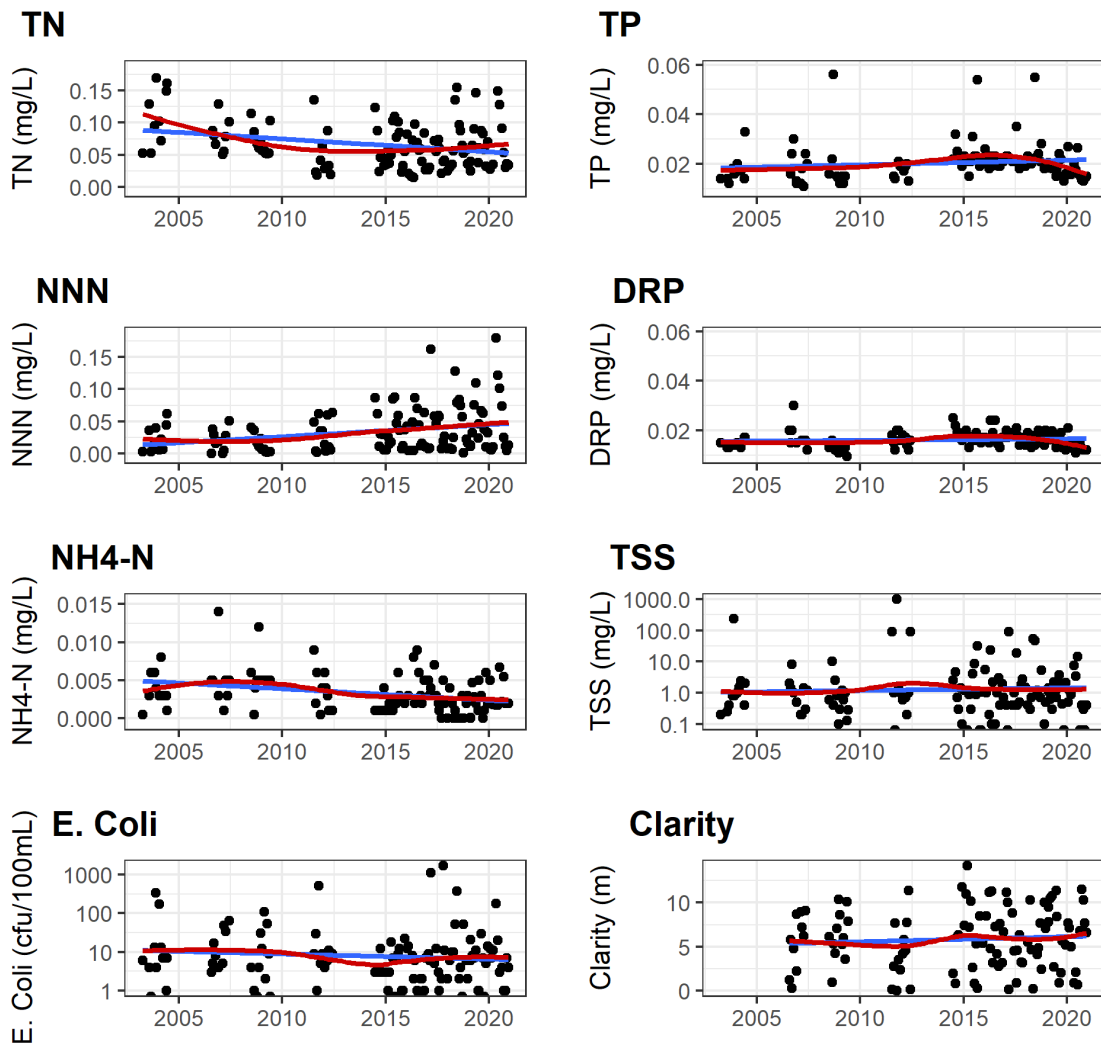 TN
TP
TN (mg/L)
0.15
0.10
0.05
0.00
2005 2010 2015 2020
TP (mg/L)
0.06
0.04
0.02
2005 2010 2015 2020
NNN
DRP
NNN (mg/L)
0.15
0.10
0.05
0.00
2005 2010 2015 2020
DRP (mg/L)
0.06
0.04
0.02
2005 2010 2015 2020
NH4-N
TSS
NH4-N (mg/L)
0.015
0.010
0.005
0.000
2005 2010 2015 2020
TSS (mg/L)
1000.0
100.0
10.0
1.0
0.1
2005 2010 2015 2020
E. Coli
Clarity
E. Coli (cfu/100mL)
1000
100
10
1
2005 2010 2015 2020
Clarity (m)
10
5
0
2005 2010 2015 2020